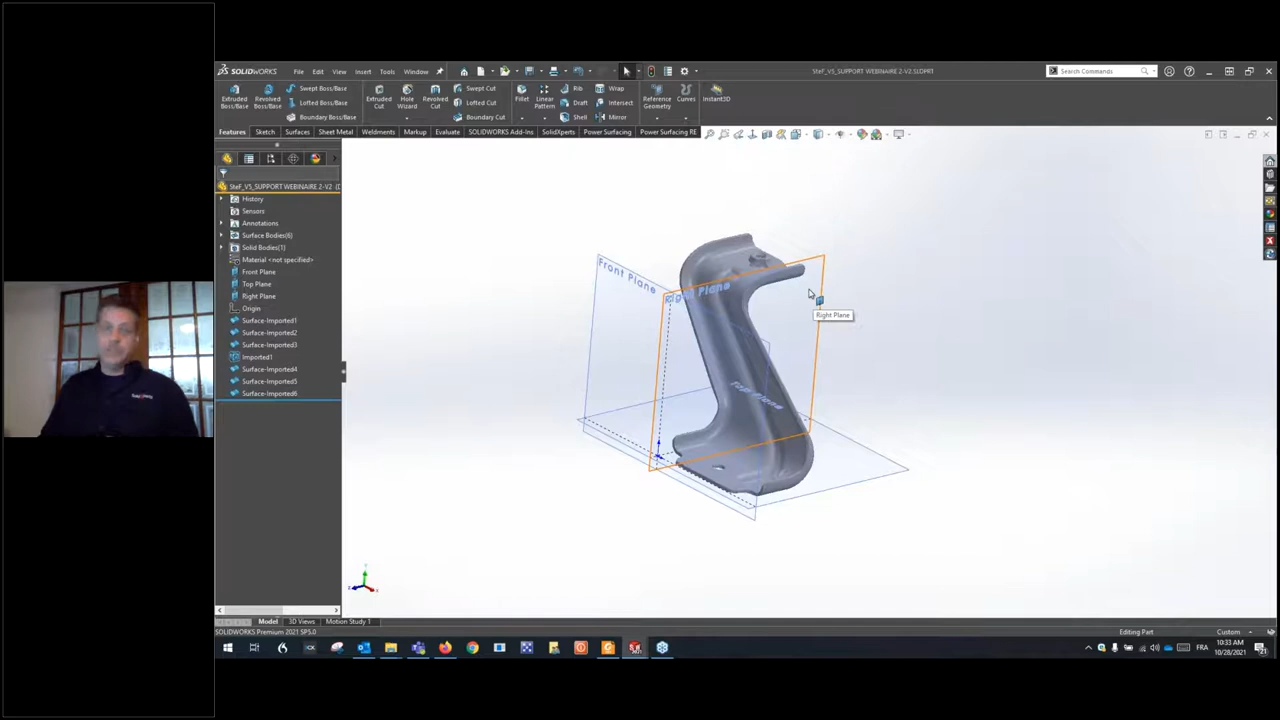 SOLIDWORKS
File
Edit
View
Insert
Tools
Window
SteF_V5_SUPPORT WEBINAIRE 2-V2.SLDPRT
Search Commands
Extruded Boss/Base
Revolved Boss/Base
Swept Boss/Base
Lofted Boss/Base
Boundary Boss/Base
Extruded Cut
Hole Wizard
Revolved Cut
Swept Cut
Lofted Cut
Boundary Cut
Fillet
Linear Pattern
Rib
Draft
Shell
Wrap
Intersect
Mirror
Reference Geometry
Curves
Instant3D
Features
Sketch
Surfaces
Sheet Metal
Weldments
Markup
Evaluate
SOLIDWORKS Add-Ins
SolidXperts
Power Surfacing
Power Surfacing RE
SteF_V5_SUPPORT WEBINAIRE 2-V2 (D
History
Sensors
Annotations
Surface Bodies(6)
Solid Bodies(1)
Material <not specified>
Front Plane
Top Plane
Right Plane
Origin
Surface-Imported1
Surface-Imported2
Surface-Imported3
Imported1
Surface-Imported4
Surface-Imported5
Surface-Imported6
Front Plane
Right Plane
Top Plane
Right Plane
Model
3D Views
Motion Study 1
SOLIDWORKS Premium 2021 SP5.0
Editing Part
Custom
FR
10:33 AM
10/28/2021